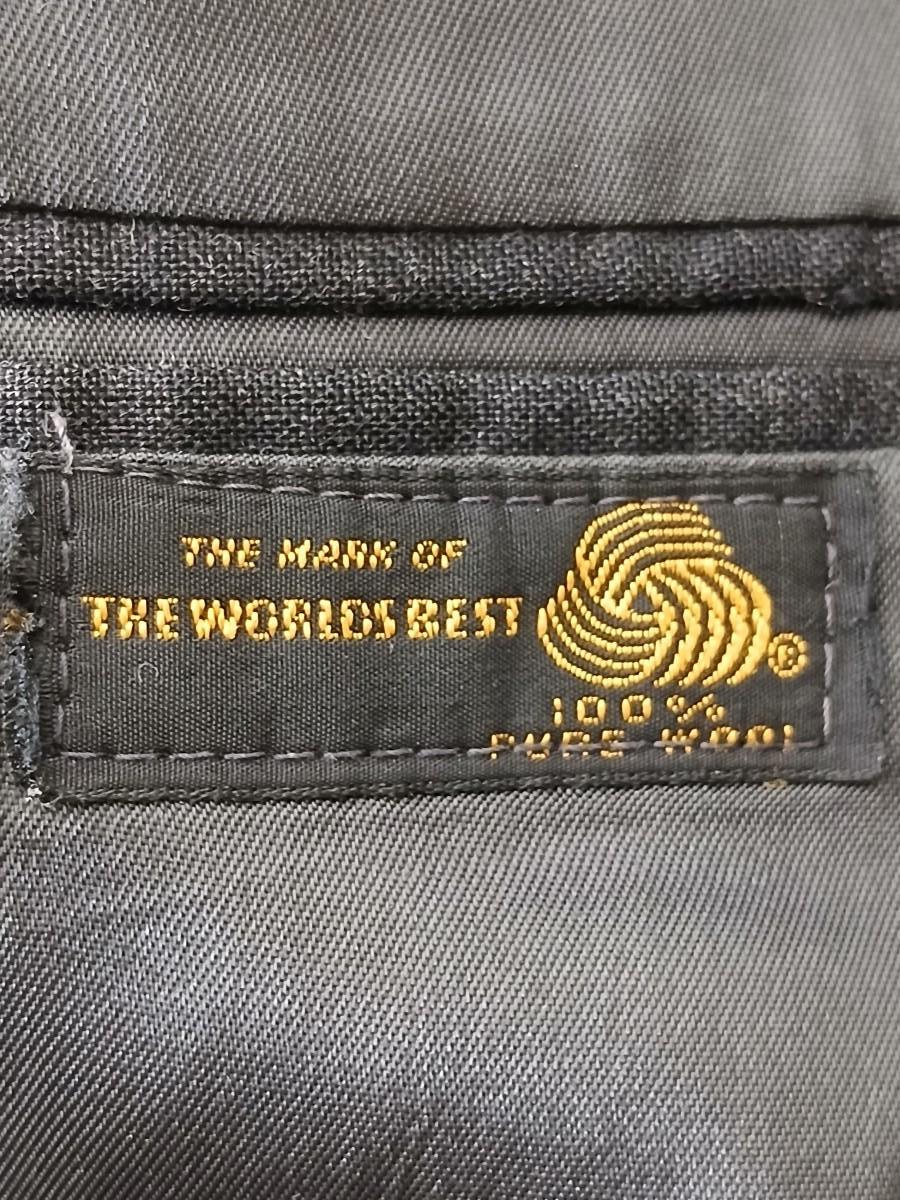 THE MARK OF
THE WORLDS BEST
®
100%
PURE WOOL